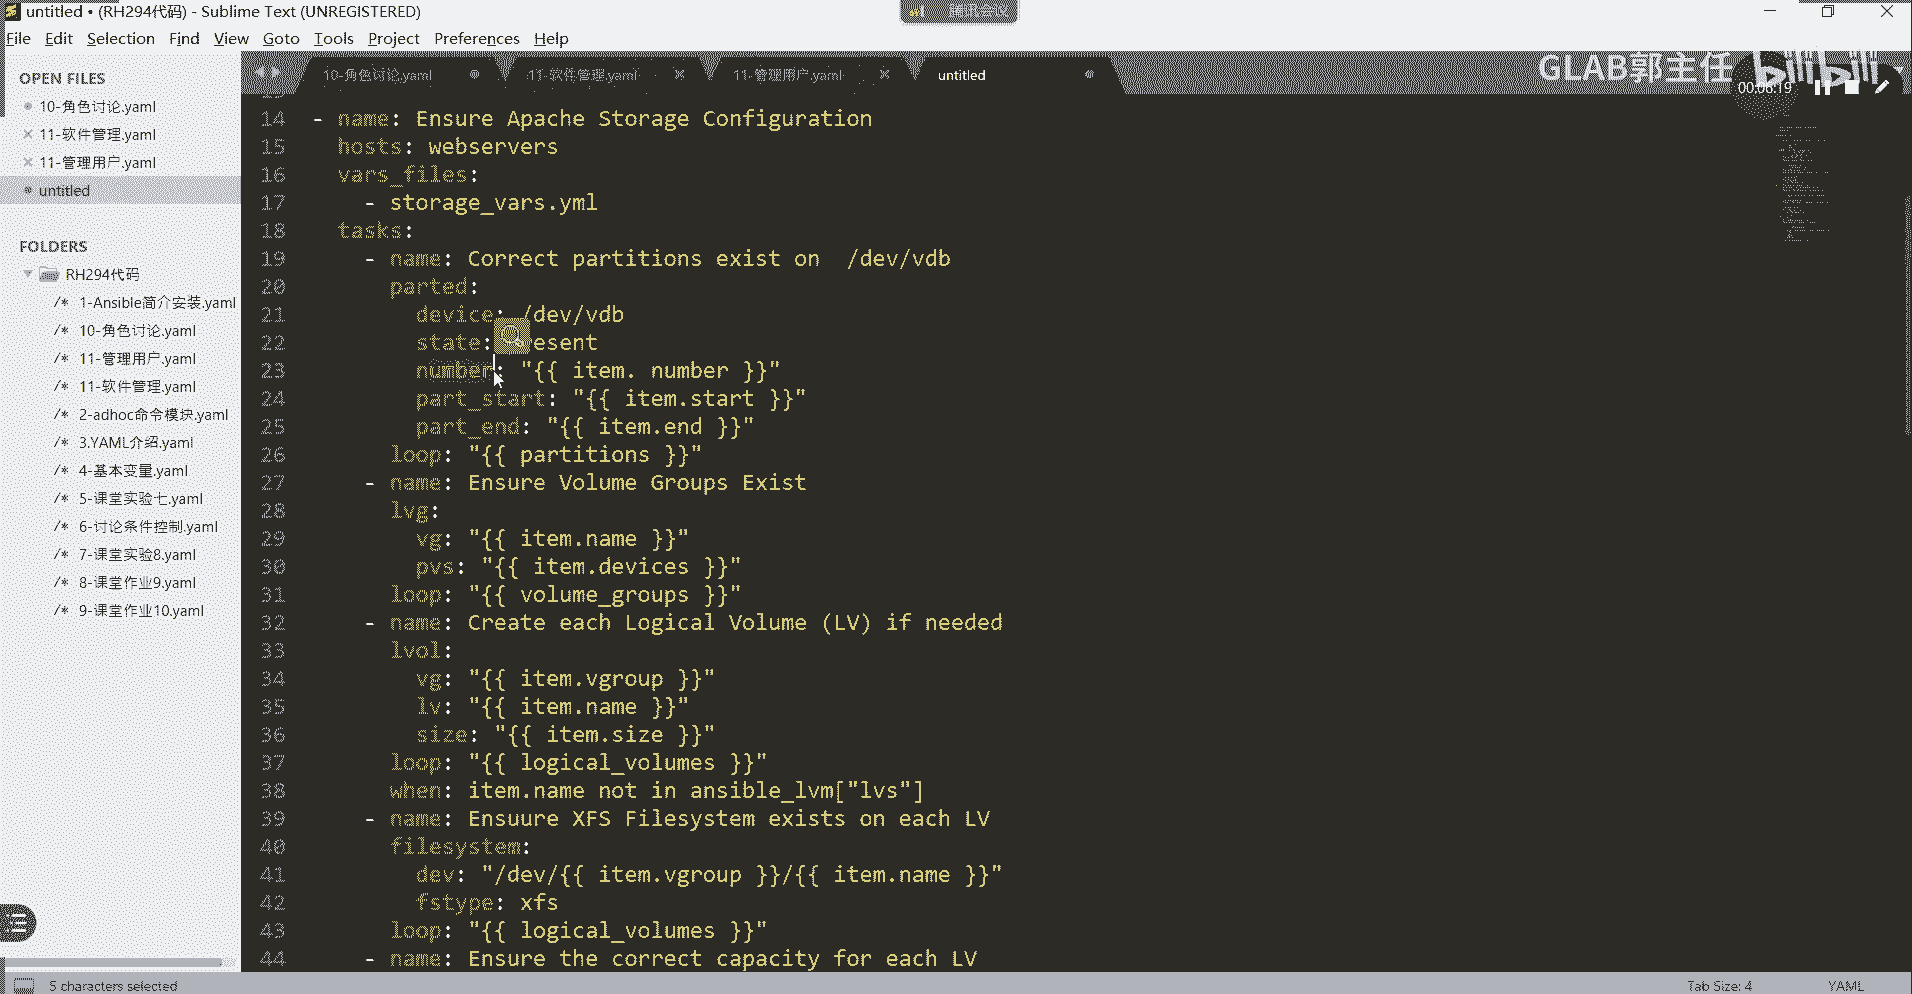 untitled • (RH294代码) - Sublime Text (UNREGISTERED)
腾讯会议
File Edit Selection Find View Goto Tools Project Preferences Help
GLAB郭主任 bilibili
00:06:19
OPEN FILES
10-角色讨论.yaml
11-软件管理.yaml
11-管理用户.yaml
untitled
FOLDERS
RH294代码
/* 1-Ansible简介安装.yaml
/* 10-角色讨论.yaml
/* 11-管理用户.yaml
/* 11-软件管理.yaml
/* 2-adhoc命令模块.yaml
/* 3.YAML介绍.yaml
/* 4-基本变量.yaml
/* 5-课堂实验七.yaml
/* 6-讨论条件控制.yaml
/* 7-课堂实验8.yaml
/* 8-课堂作业9.yaml
/* 9-课堂作业10.yaml
10-角色讨论.yaml 11-软件管理.yaml 11-管理用户.yaml untitled
14 - name: Ensure Apache Storage Configuration
15 hosts: webservers
16 vars_files:
17 - storage_vars.yml
18 tasks:
19 - name: Correct partitions exist on  /dev/vdb
20 parted:
21 device: /dev/vdb
22 state: esent
23 number: "{{ item. number }}"
24 part_start: "{{ item.start }}"
25 part_end: "{{ item.end }}"
26 loop: "{{ partitions }}"
27 - name: Ensure Volume Groups Exist
28 lvg:
29 vg: "{{ item.name }}"
30 pvs: "{{ item.devices }}"
31 loop: "{{ volume_groups }}"
32 - name: Create each Logical Volume (LV) if needed
33 lvol:
34 vg: "{{ item.vgroup }}"
35 lv: "{{ item.name }}"
36 size: "{{ item.size }}"
37 loop: "{{ logical_volumes }}"
38 when: item.name not in ansible_lvm["lvs"]
39 - name: Ensuure XFS Filesystem exists on each LV
40 filesystem:
41 dev: "/dev/{{ item.vgroup }}/{{ item.name }}"
42 fstype: xfs
43 loop: "{{ logical_volumes }}"
44 - name: Ensure the correct capacity for each LV
5 characters selected
Tab Size: 4 YAML